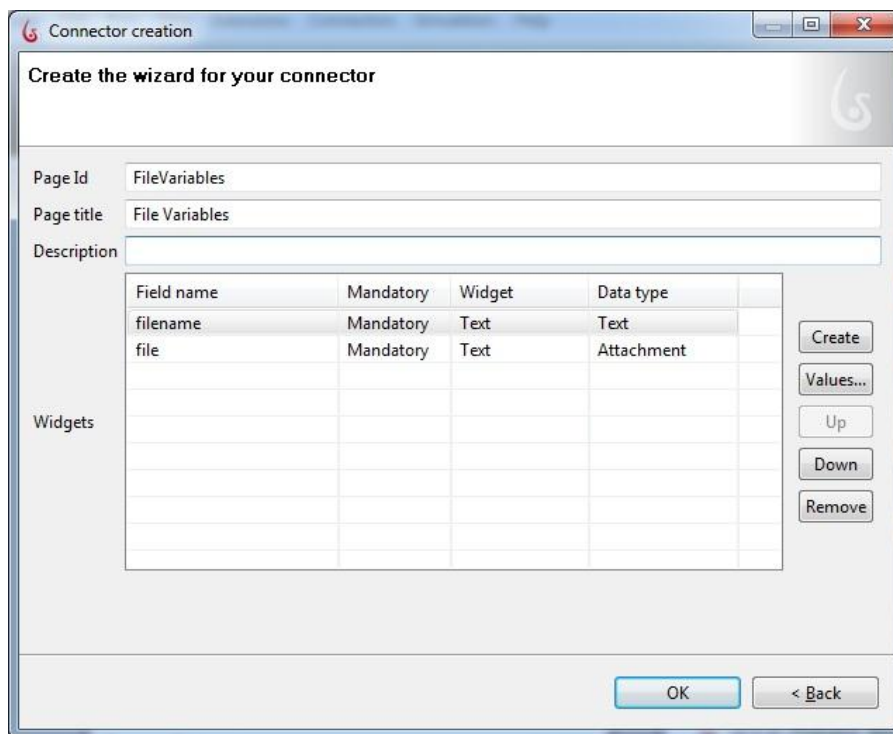 Connector creation
Create the wizard for your connector
Page Id FileVariables
Page title File Variables
Description
Field name Mandatory Widget Data type
filename Mandatory Text Text
file Mandatory Text Attachment
Widgets
Create
Values...
Up
Down
Remove
OK < Back